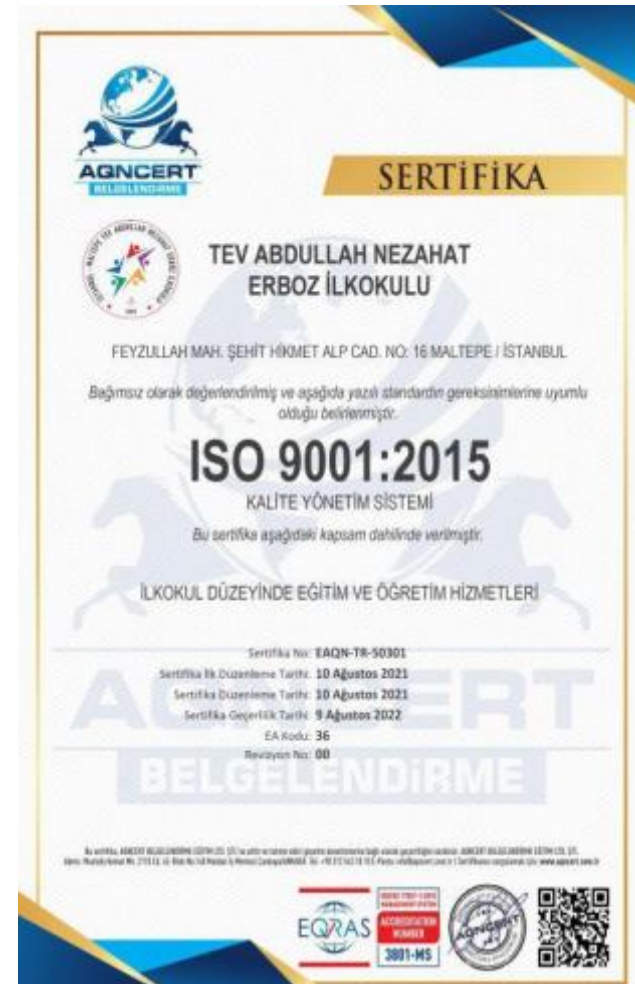 AQNCERT
BELGELENDİRME
SERTİFİKA
TEV ABDULLAH NEZAHAT
ERBOZ İLKOKULU
FEYZULLAH MAH. ŞEHİT HİKMET ALP CAD. NO: 16 MALTEPE / İSTANBUL
Bağımsız olarak değerlendirilmiş ve aşağıda yazılı standardın gereksinimlerine uyumlu
olduğu belirlenmiştir.
ISO 9001:2015
KALİTE YÖNETİM SİSTEMİ
Bu sertifika aşağıdaki kapsam dahilinde verilmiştir.
İLKOKUL DÜZEYİNDE EĞİTİM VE ÖĞRETİM HİZMETLERİ
Sertifika No: EAQN-TR-50301
Sertifika İlk Düzenleme Tarihi: 10 Ağustos 2021
Sertifika Düzenleme Tarihi: 10 Ağustos 2021
Sertifika Geçerlilik Tarihi: 9 Ağustos 2022
EA Kodu: 36
Revizyon No: 00
AQNCERT
BELGELENDİRME
EQRAS
ACCREDITATION
NUMBER
3801-MS
AQNCERT